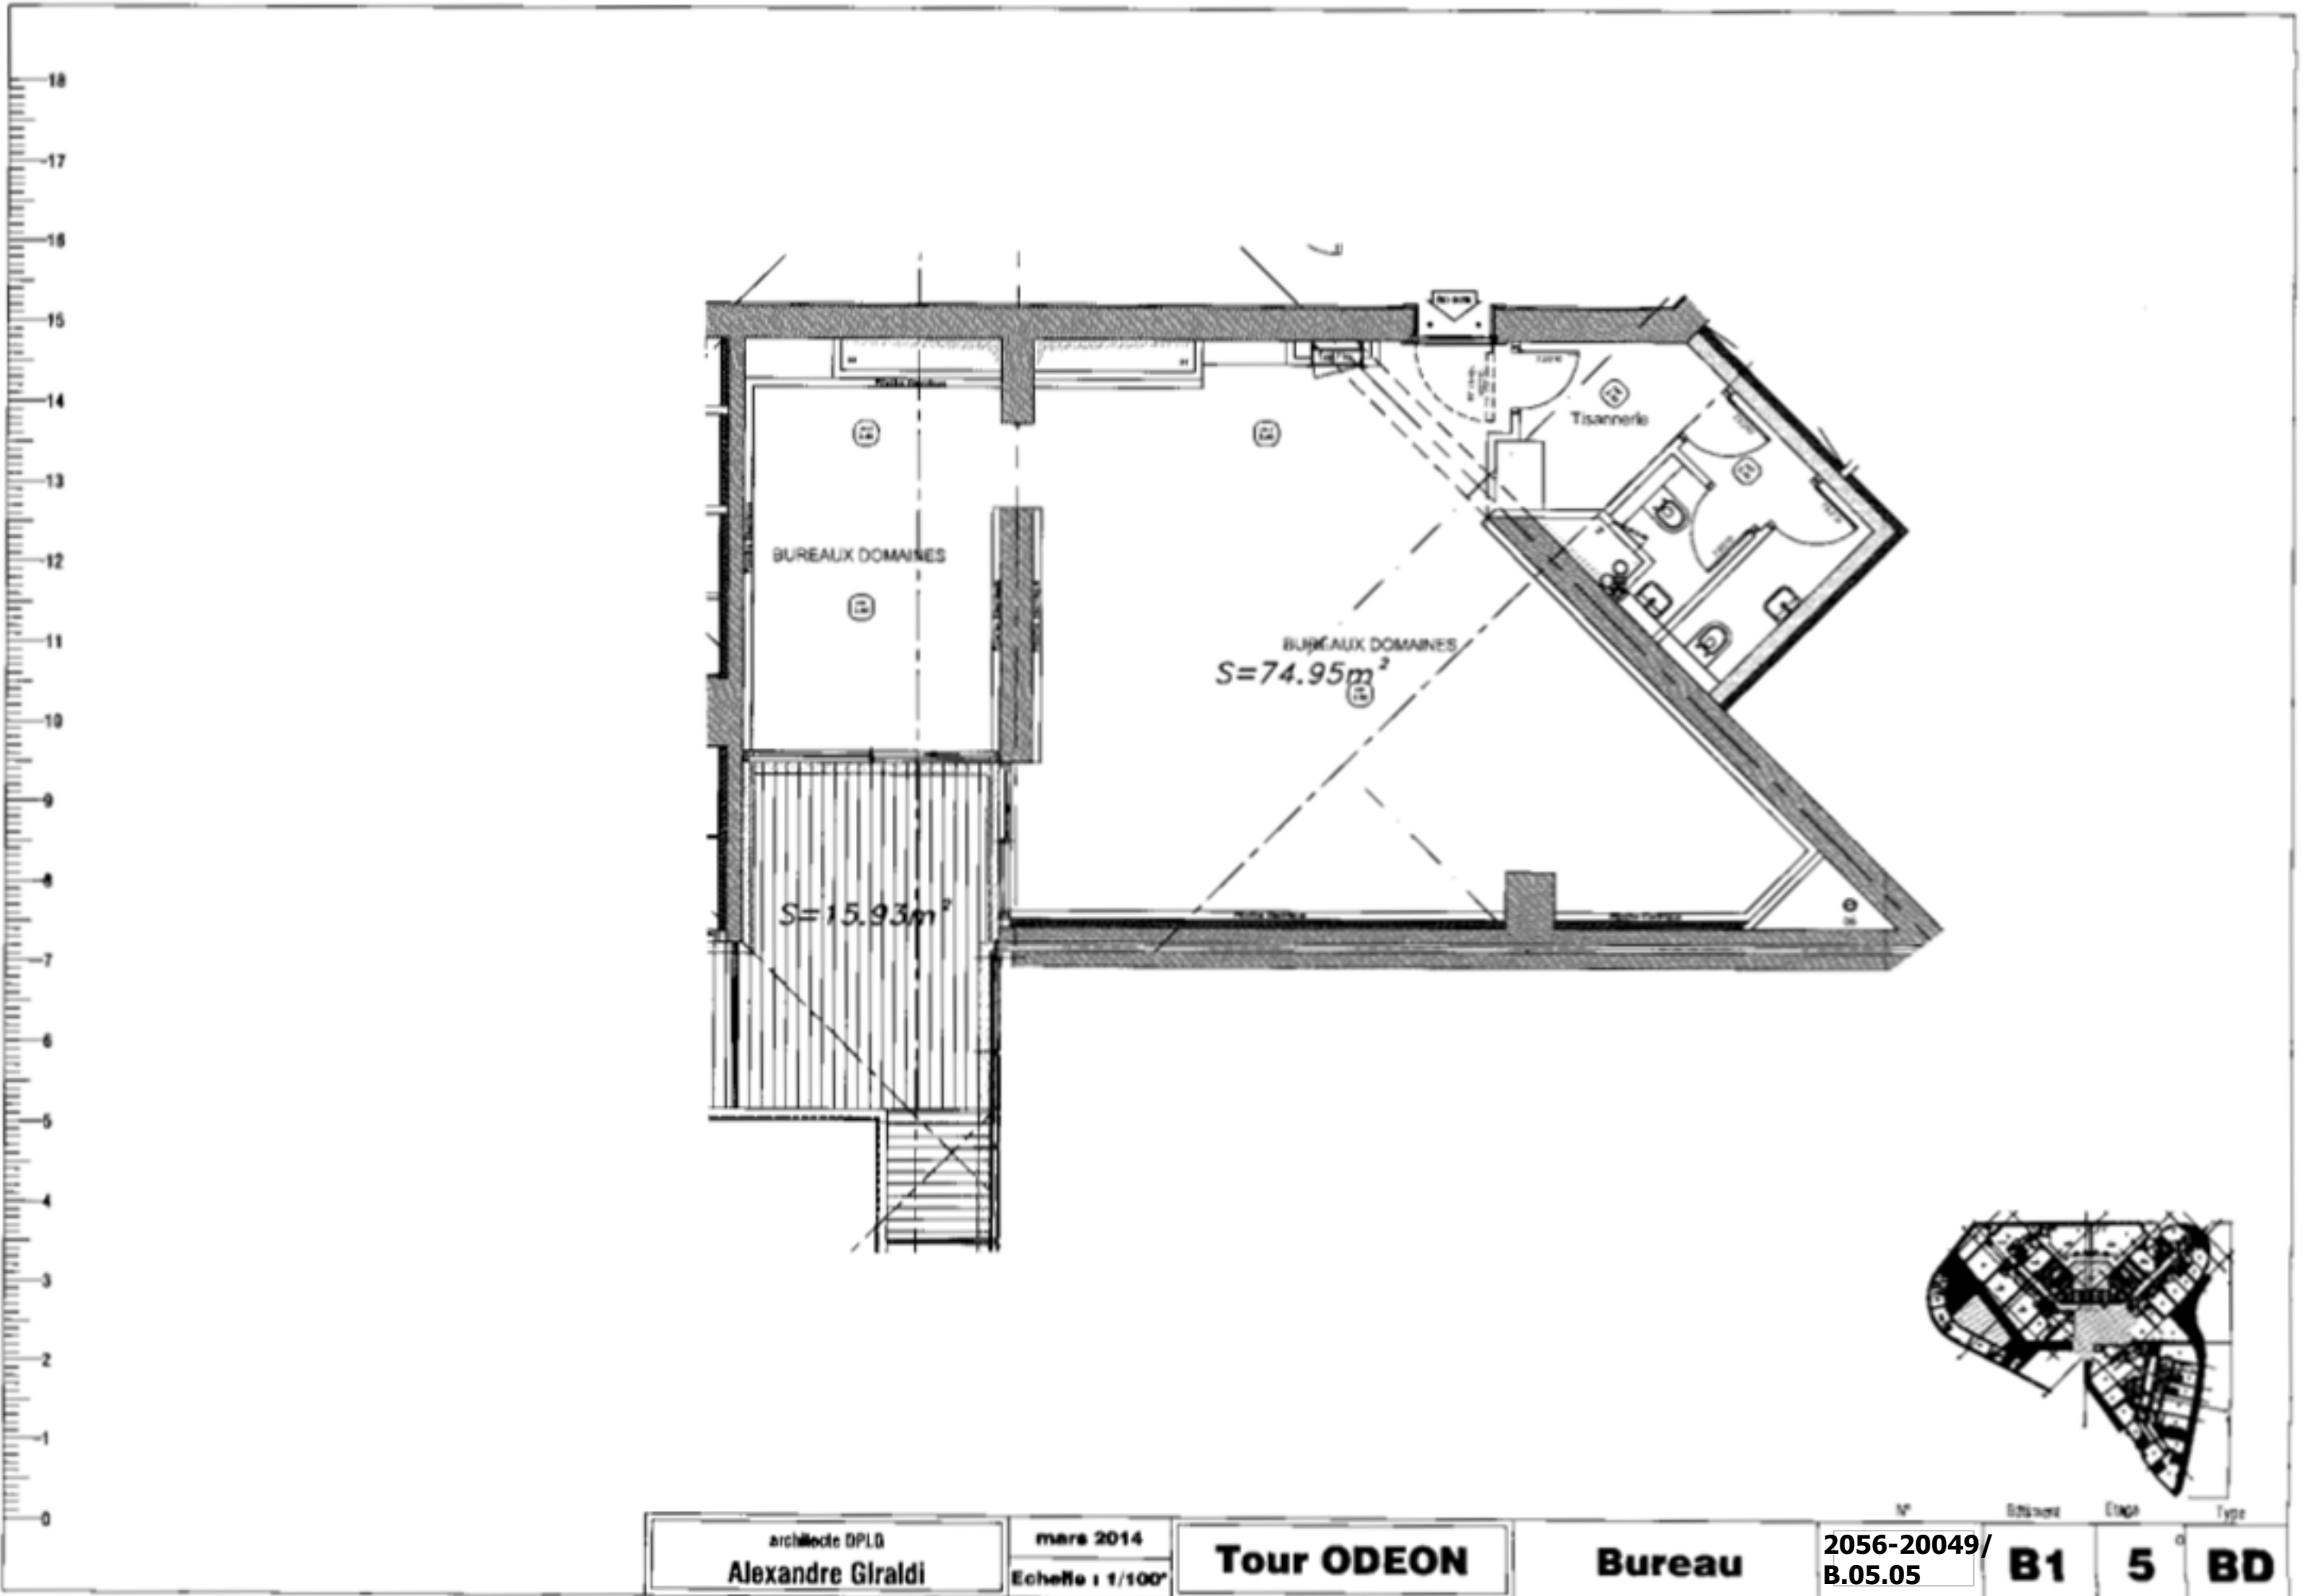 18
17
16
15
14
13
12
11
10
9
8
7
6
5
4
3
2
1
0
Tisannerie
BUREAUX DOMAINES
BUREAUX DOMAINES
S=74.95m²
S=15.93m²
architecte DPLG
Alexandre Giraldi
mars 2014
Echelle : 1/100°
Tour ODEON
Bureau
N°
2056-20049/
B.05.05
Bâtiment
B1
Etage
5
Type
BD